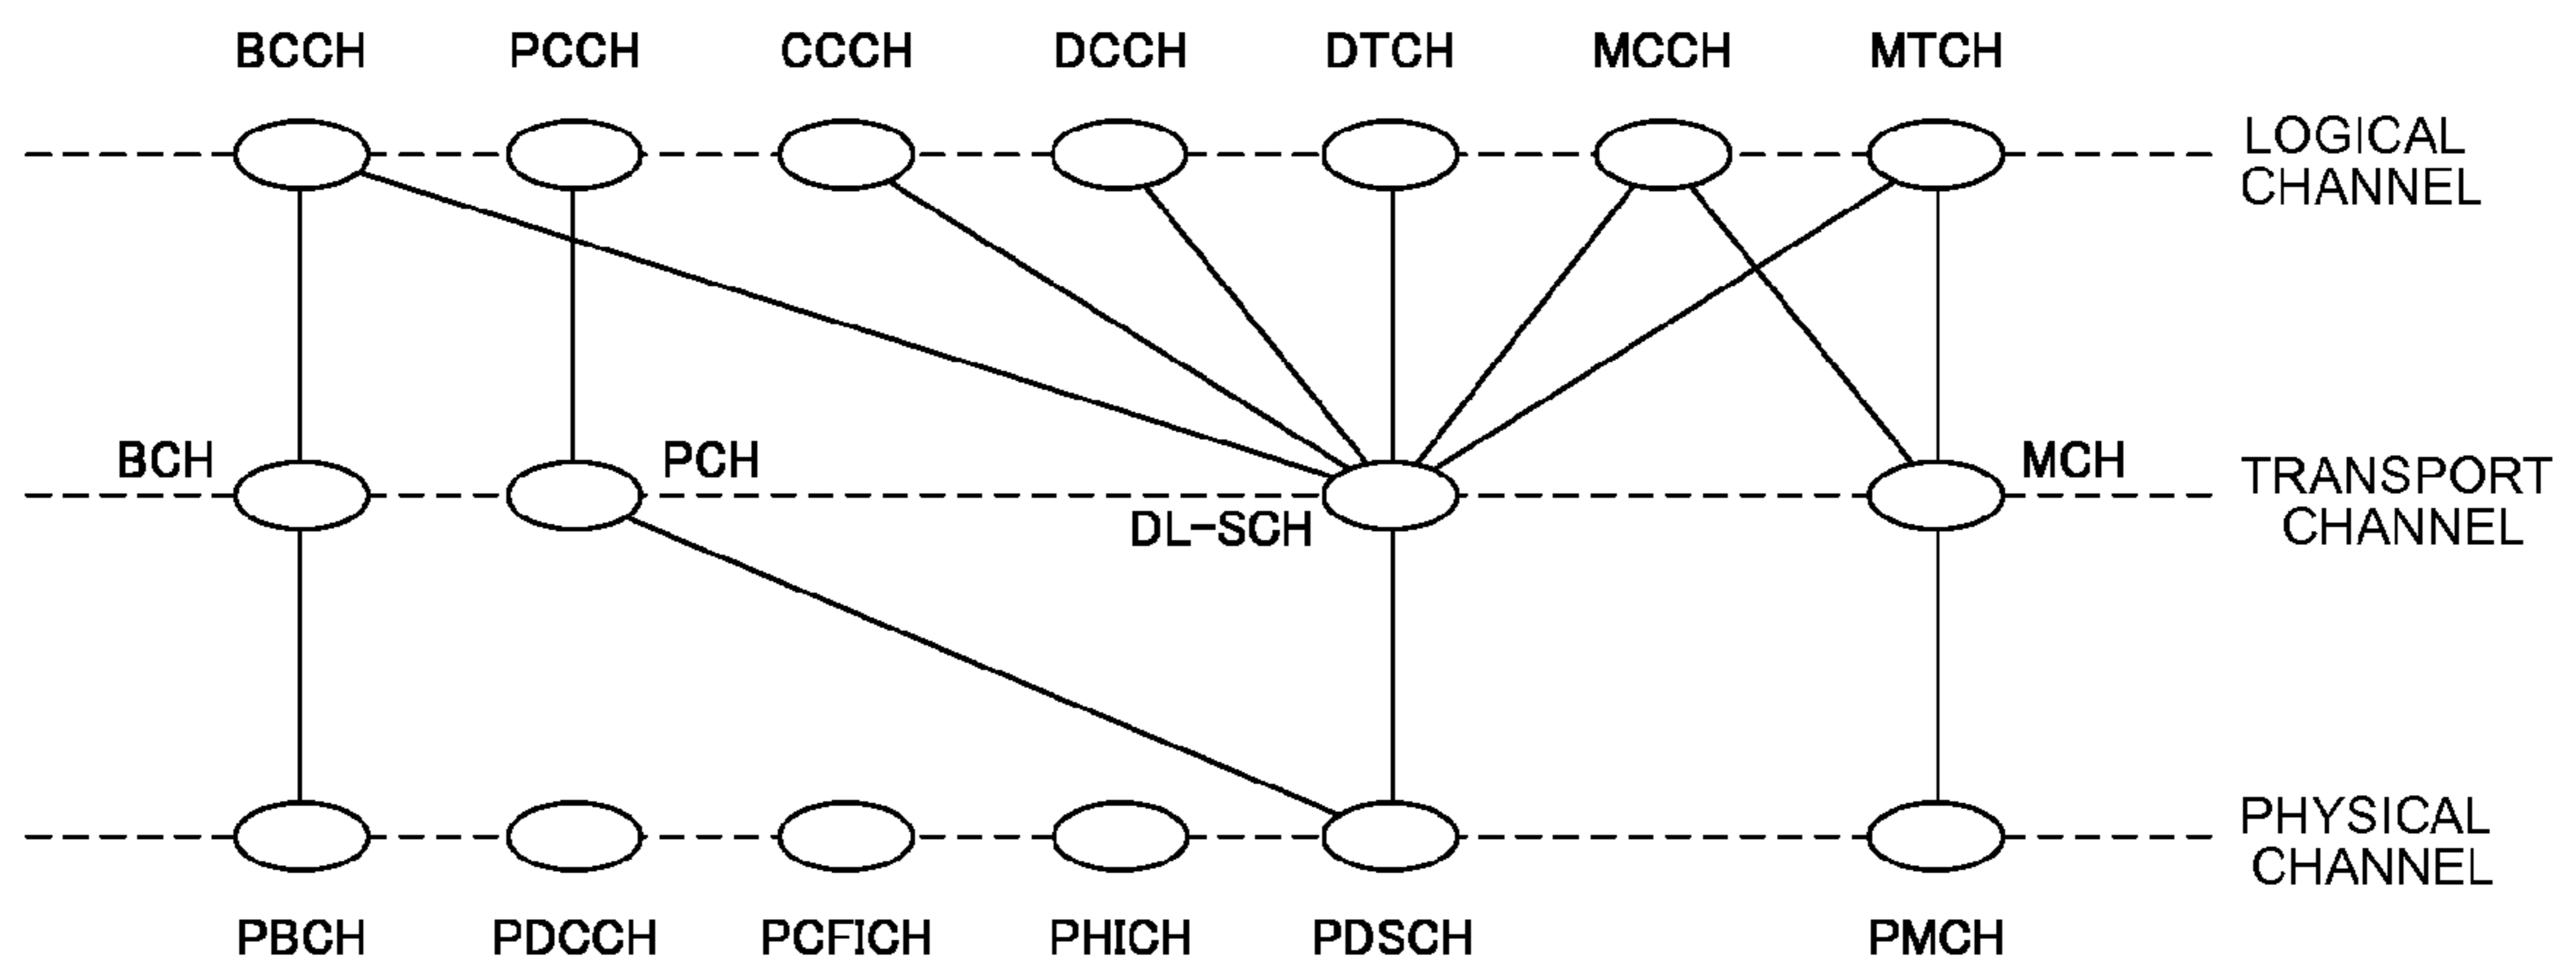 BCCH PCCH CCCH DCCH DTCH MCCH MTCH
LOGICAL
CHANNEL
BCH PCH MCH
TRANSPORT
DL-SCH CHANNEL
PHYSICAL
CHANNEL
PBCH PDCCH PCFICH PHICH PDSCH PMCH